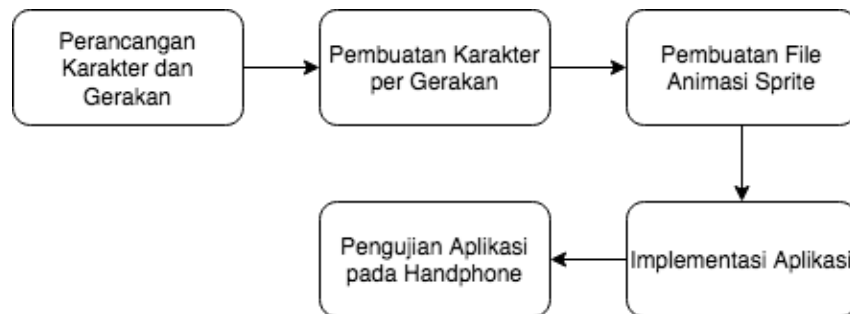 Perancangan
Karakter dan
Gerakan
Pembuatan Karakter
per Gerakan
Pembuatan File
Animasi Sprite
Implementasi Aplikasi
Pengujian Aplikasi
pada Handphone